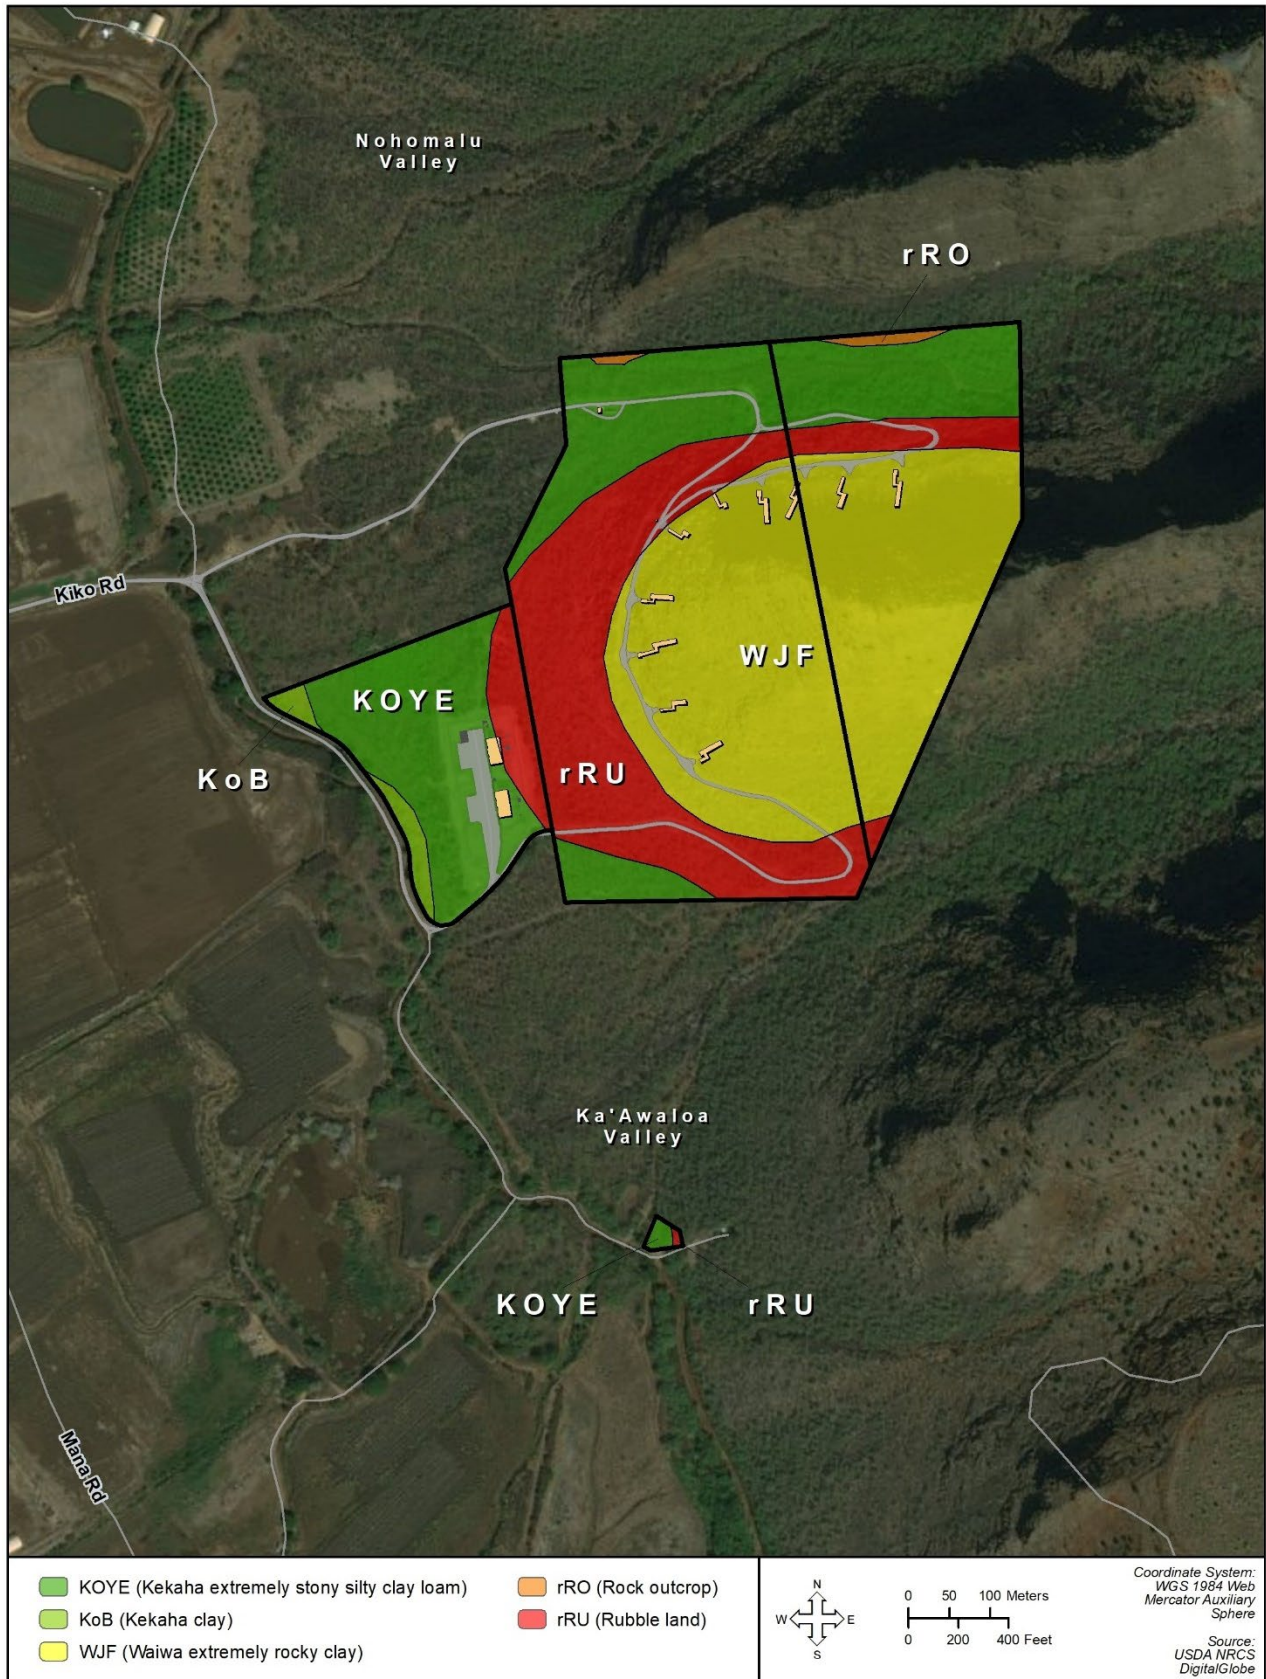 Nohomalu
Valley
rRO
Kiko Rd
WJF
KOYE
rRU
KoB
Ka'Awaloa
Valley
KOYE
rRU
Mana Rd
KOYE (Kekaha extremely stony silty clay loam)
KoB (Kekaha clay)
WJF (Waiwa extremely rocky clay)
rRO (Rock outcrop)
rRU (Rubble land)
N
W E
S
0 50 100 Meters
0 200 400 Feet
Coordinate System:
WGS 1984 Web
Mercator Auxiliary
Sphere
Source:
USDA NRCS
DigitalGlobe